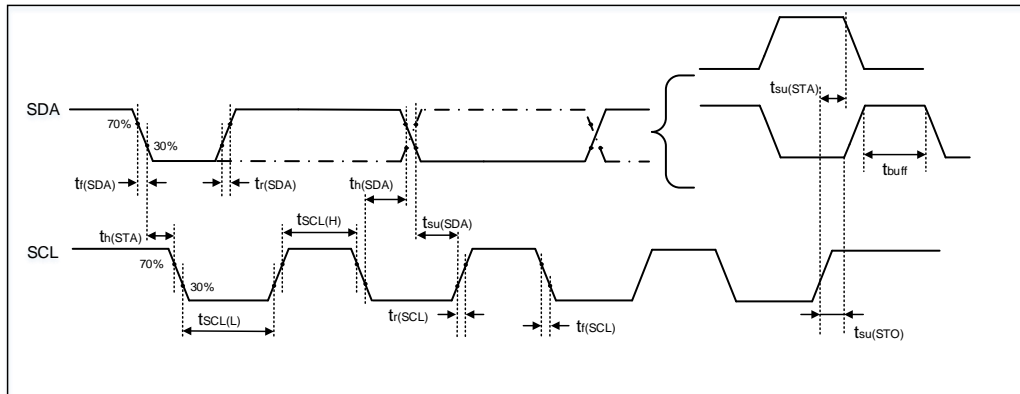 SDA
70%
30%
tf(SDA)
tr(SDA)
th(SDA)
tsu(SDA)
tsu(STA)
tbuff
th(STA)
tSCL(H)
SCL
70%
30%
tSCL(L)
tr(SCL)
tf(SCL)
tsu(STO)